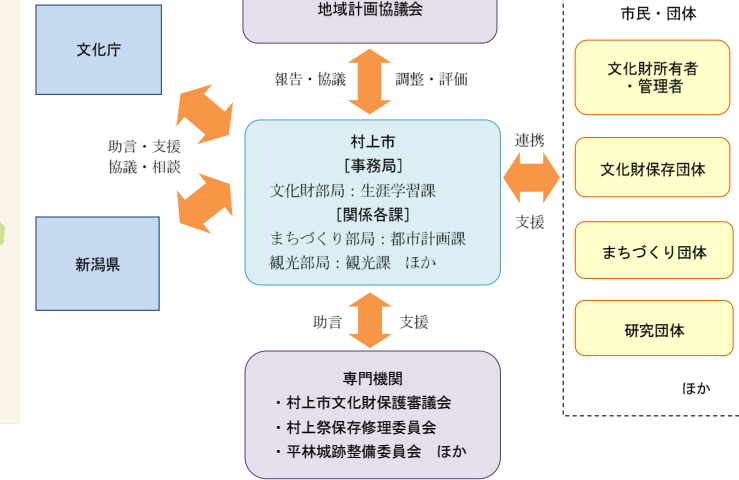 地域計画協議会
市民・団体
文化庁
報告・協議
調整・評価
文化財所有者
・管理者
助言・支援
協議・相談
村上市
[事務局]
文化財部局：生涯学習課
[関係各課]
まちづくり部局：都市計画課
観光部局：観光課　ほか
連携
支援
文化財保存団体
まちづくり団体
新潟県
助言
支援
研究団体
ほか
専門機関
・村上市文化財保護審議会
・村上祭保存修理委員会
・平林城跡整備委員会　ほか